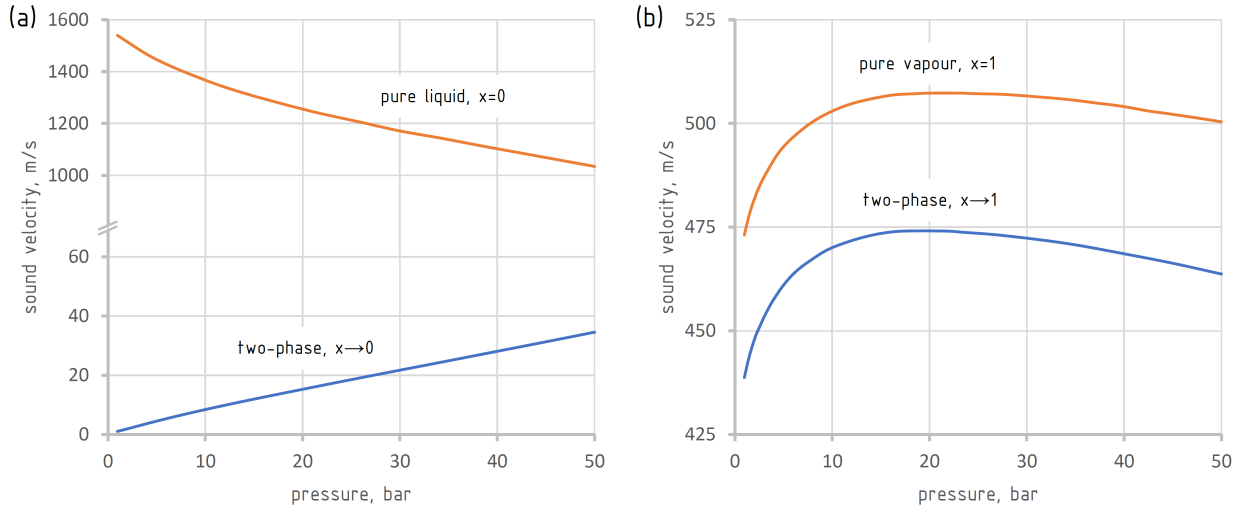 (a)
1600
1400
1200
1000
60
40
20
0
sound velocity, m/s
pure liquid, x=0
two-phase, x→0
0 10 20 30 40 50
pressure, bar
(b)
525
500
475
450
425
sound velocity, m/s
pure vapour, x=1
two-phase, x→1
0 10 20 30 40 50
pressure, bar